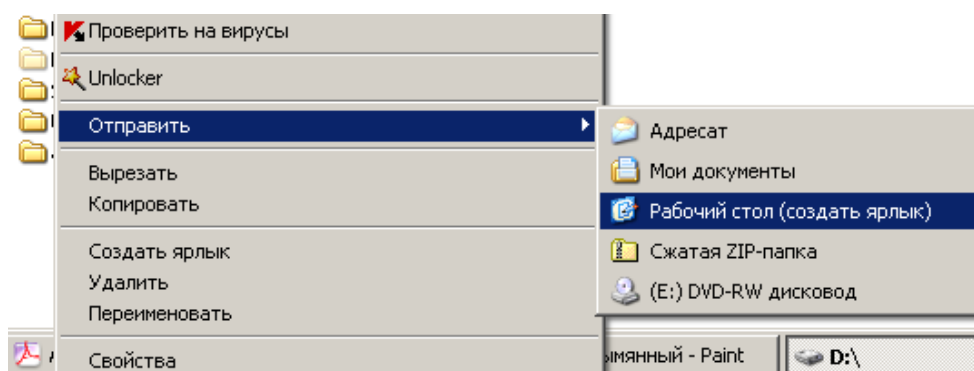 Проверить на вирусы
Unlocker
Отправить
Адресат
Мои документы
Рабочий стол (создать ярлык)
Сжатая ZIP-папка
(E:) DVD-RW дисковод
Вырезать
Копировать
Создать ярлык
Удалить
Переименовать
Свойства
- Paint
D:\